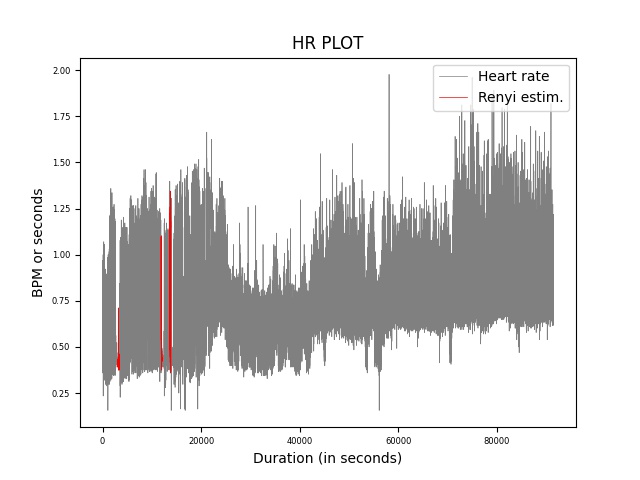 HR PLOT
Heart rate
Renyi estim.
BPM or seconds
2.00
1.75
1.50
1.25
1.00
0.75
0.50
0.25
0
20000
40000
60000
80000
Duration (in seconds)